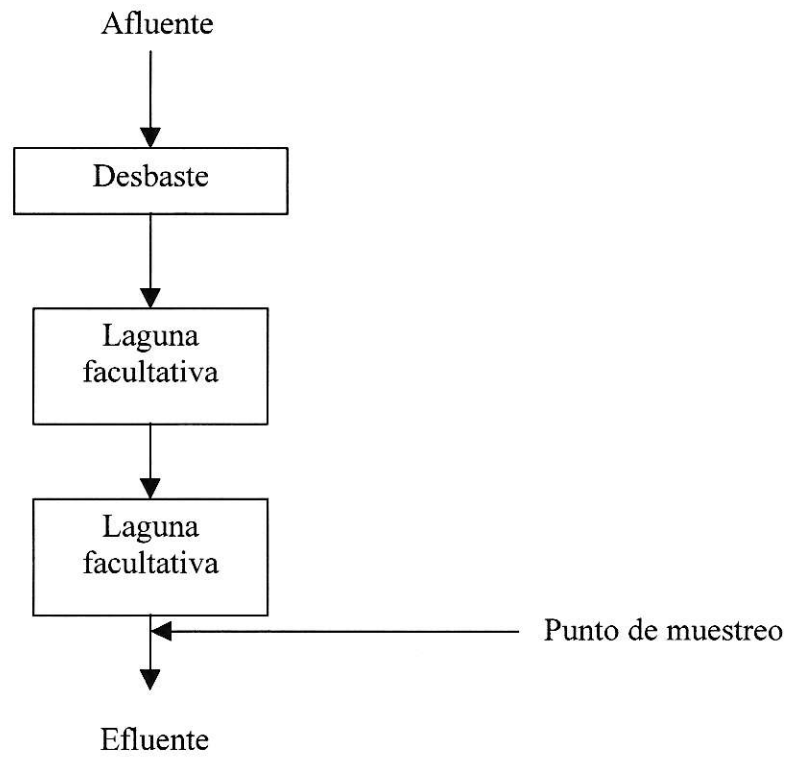 Afluente
Desbaste
Laguna
facultativa
Laguna
facultativa
Punto de muestreo
Efluente